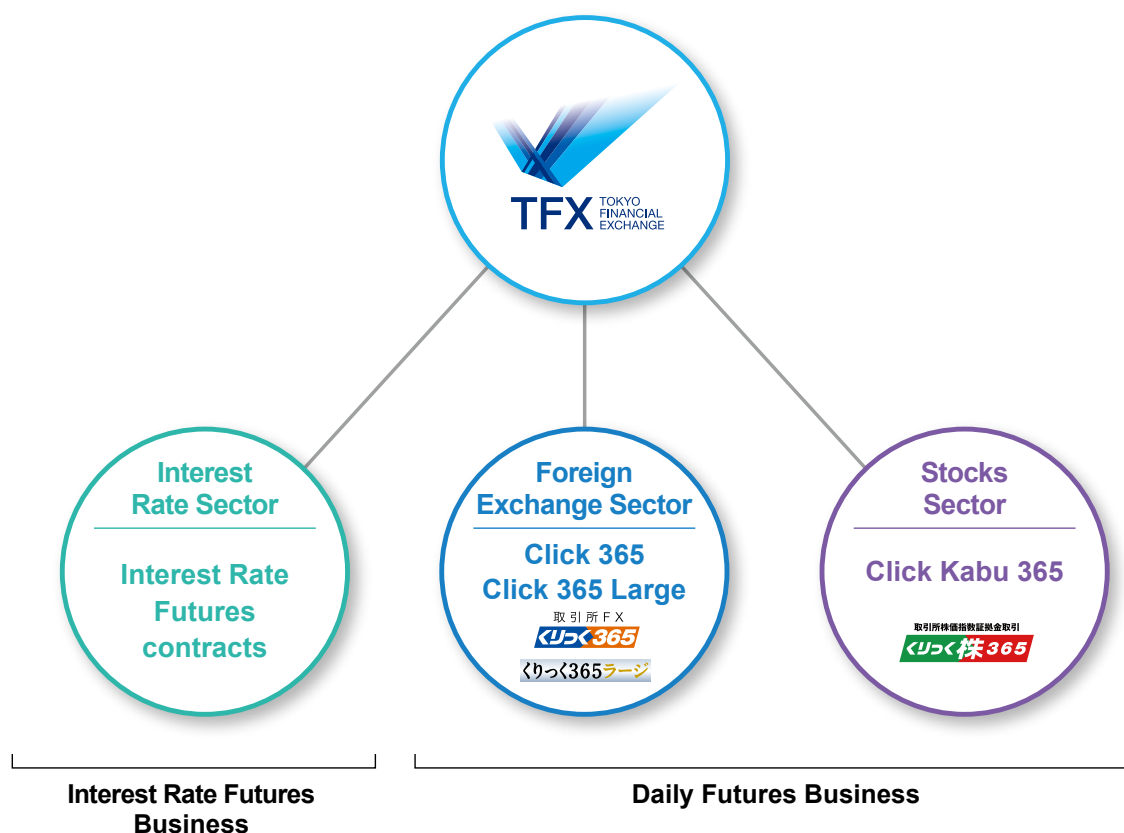 TFX TOKYO
FINANCIAL
EXCHANGE
Interest
Rate Sector
Interest Rate
Futures
contracts
Foreign
Exchange Sector
Click 365
Click 365 Large
取引所FX
くりっく365
くりっく365ラージ
Stocks
Sector
Click Kabu 365
取引所株価指数証拠金取引
くりっく株365
Interest Rate Futures
Business
Daily Futures Business